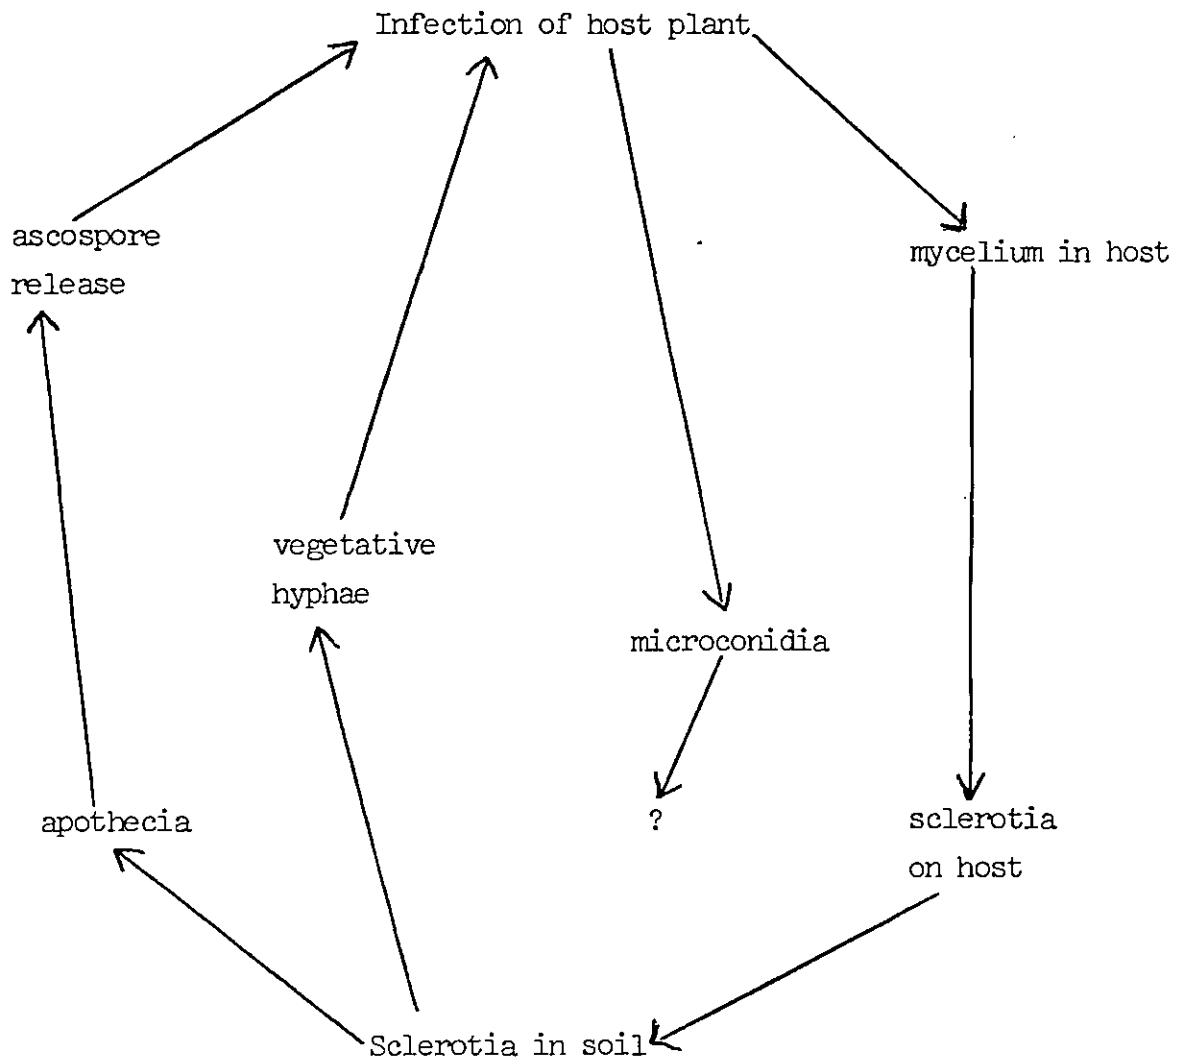 Infection of host plant
ascospore
release
mycelium in host
vegetative
hyphae
microconidia
apothecia
?
sclerotia
on host
Sclerotia in soil